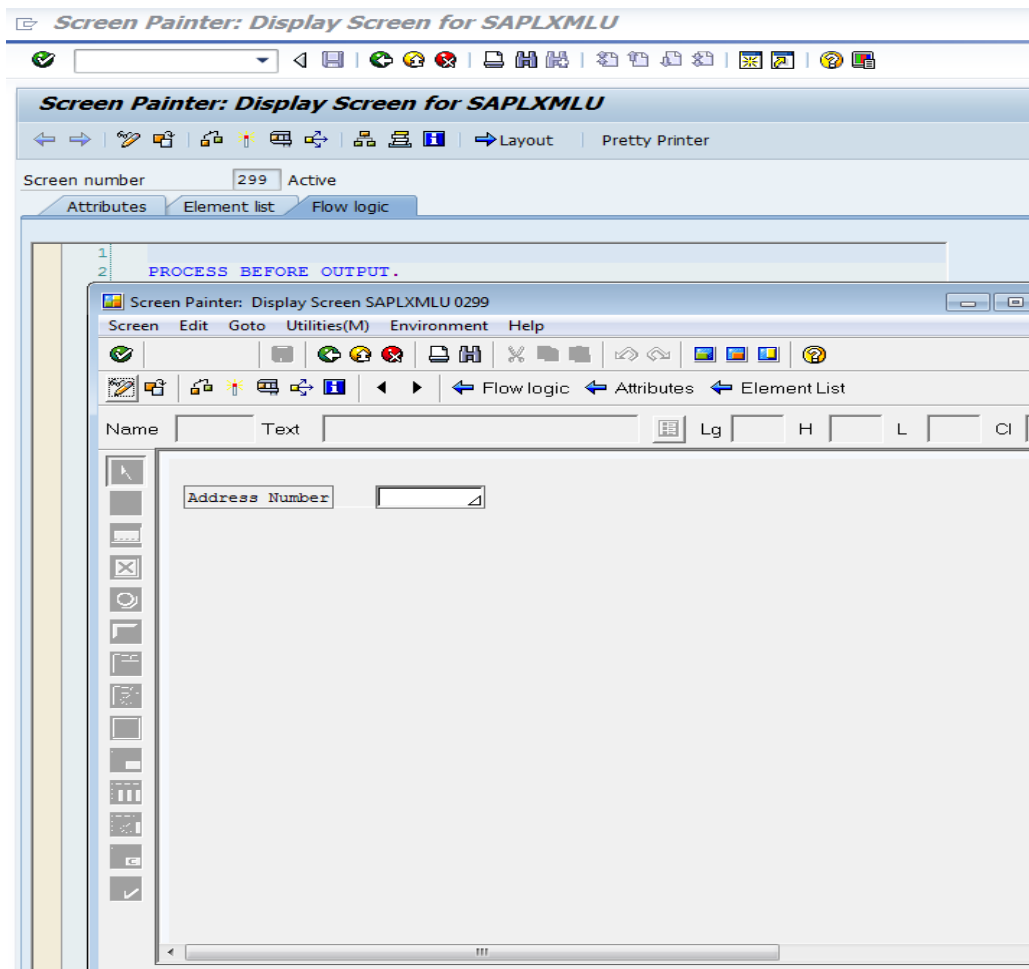 Screen Painter: Display Screen for SAPLXMLU
Screen Painter: Display Screen for SAPLXMLU
Layout Pretty Printer
Screen number 299 Active
Attributes Element list Flow logic
1
2 PROCESS BEFORE OUTPUT.
Screen Painter: Display Screen SAPLXMLU 0299
Screen Edit Goto Utilities(M) Environment Help
Flow logic Attributes Element List
Name Text Lg H L Cl
Address Number